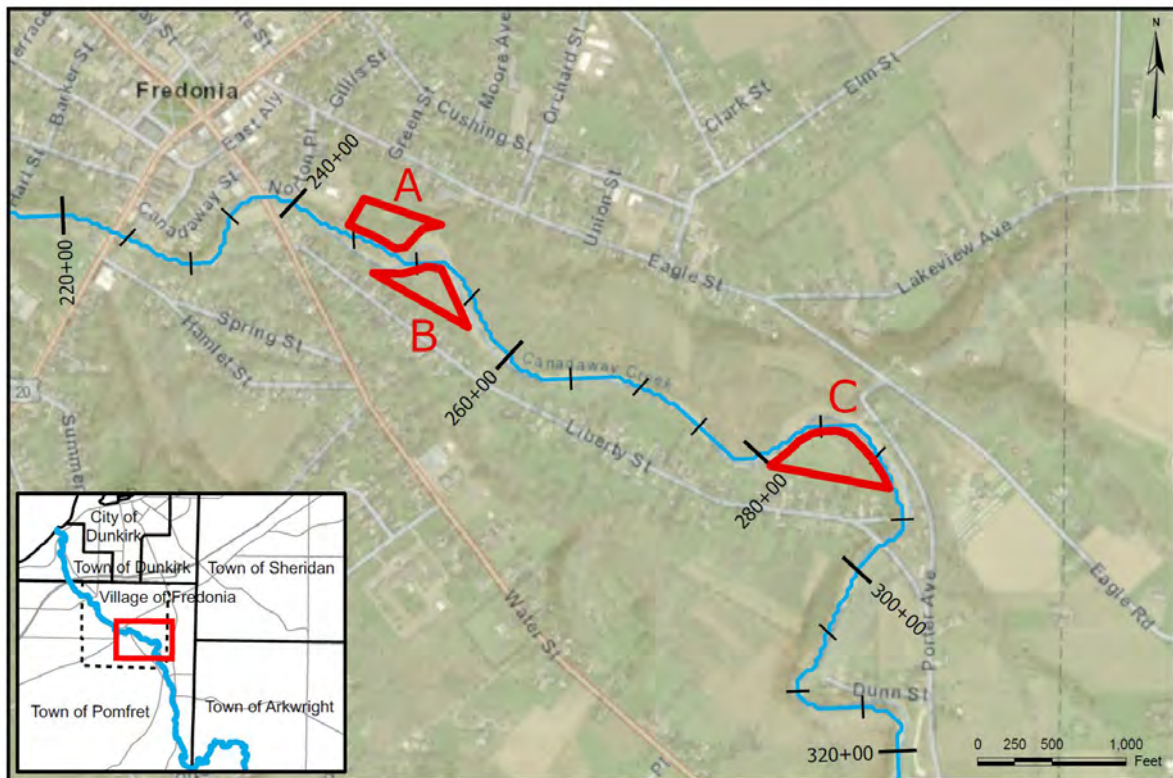 N
Terrace
Barker St
Fredonia
East Aly
Gillis St
Moore Ave
Green St
Cushing St
Orchard St
Clark St
Elm St
Hart St
Canadaway St
Norton Pl
240+00
A
Union St
220+00
Eagle St
Lakeview Ave
Spring St
Hamlet St
B
20
260+00
Canadaway Creek
C
Liberty St
280+00
Water St
300+00
Porter Ave
Eagle Rd
Dunn St
320+00
City of
Dunkirk
Town of Dunkirk
Town of Sheridan
Village of Fredonia
Town of Pomfret
Town of Arkwright
0 250 500 1,000
Feet